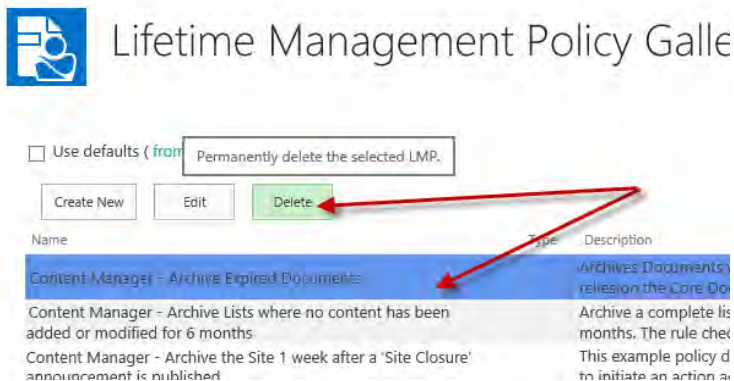 Lifetime Management Policy Galle
Use defaults ( from
Permanently delete the selected LMP.
Create New Edit Delete
Name Type Description
Content Manager - Archive Expired Documents Archives Documents
relies on the Core Doc
Content Manager - Archive Lists where no content has been Archive a complete lis
added or modified for 6 months months. The rule chec
Content Manager - Archive the Site 1 week after a 'Site Closure' This example policy d
announcement is published to initiate an action a